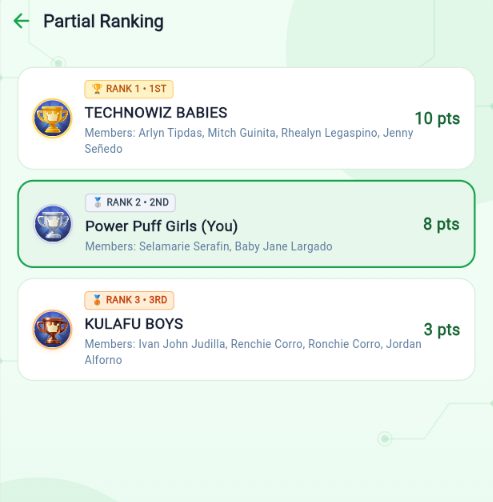 Partial Ranking
RANK 1 • 1ST
TECHNOWIZ BABIES
10 pts
Members: Arlyn Tipdas, Mitch Guinita, Rhealyn Legaspino, Jenny
Señedo
RANK 2 • 2ND
Power Puff Girls (You)
8 pts
Members: Selamarie Serafin, Baby Jane Largado
RANK 3 • 3RD
KULAFU BOYS
3 pts
Members: Ivan John Judilla, Renchie Corro, Ronchie Corro, Jordan
Alforno